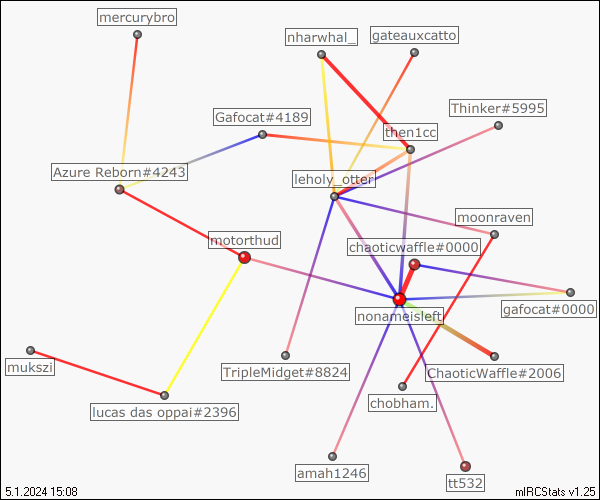 mercurybro
nharwhal_
gateauxcatto
Gafocat#4189
Thinker#5995
then1cc
Azure Reborn#4243
leholy_otter
moonraven
motorthud
chaoticwaffle#0000
gafocat#0000
nonameisleft
mukszi
TripleMidget#8824
ChaoticWaffle#2006
lucas das oppai#2396
chobham.
amah1246
tt532
5.1.2024 15:08
mIRCStats v1.25